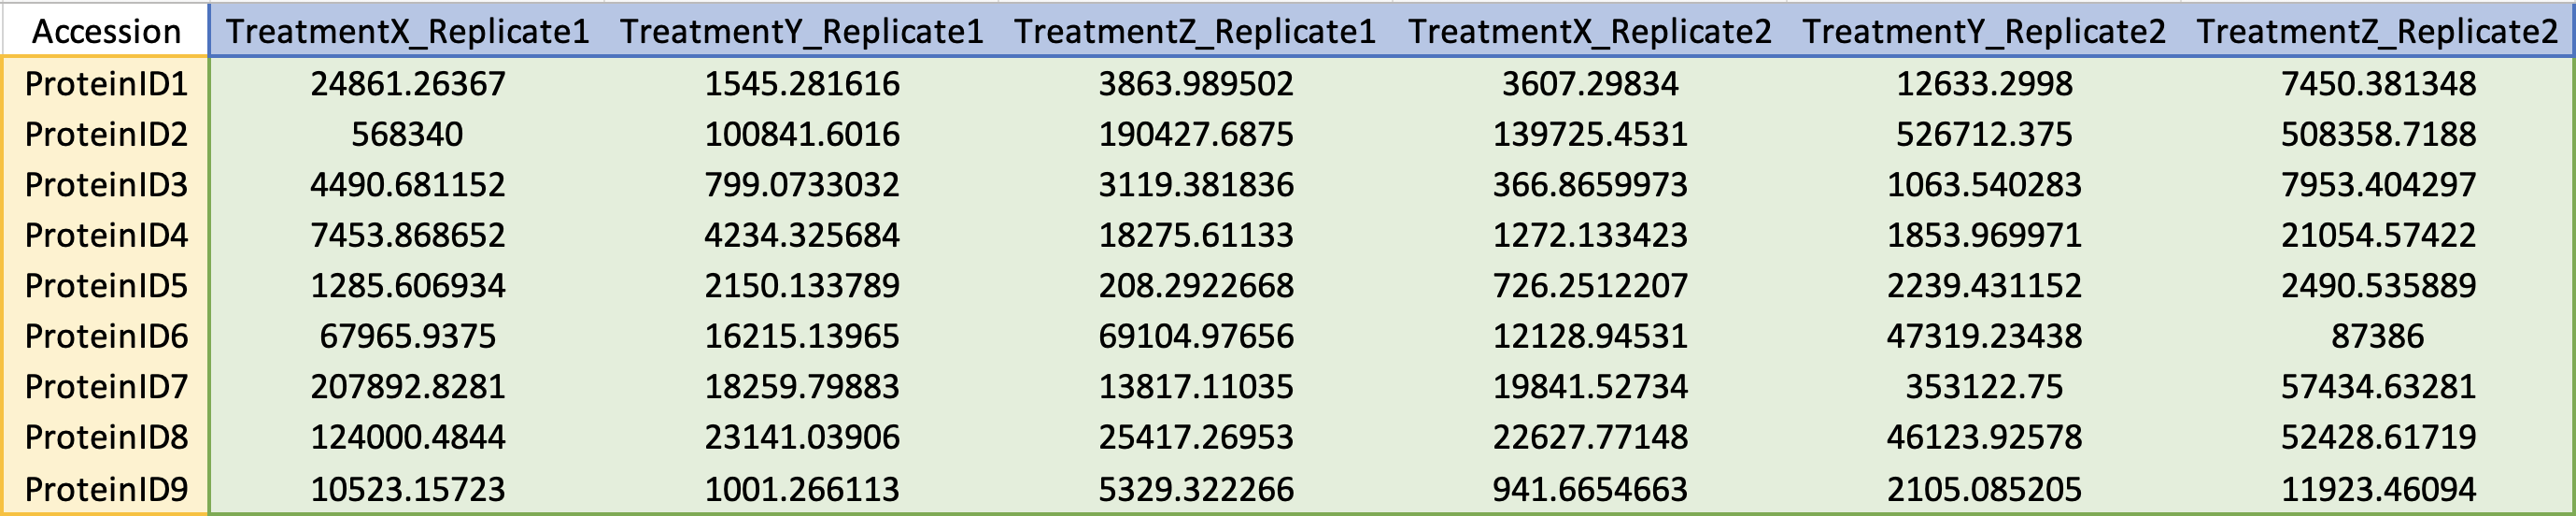 Accession TreatmentX_Replicate1 TreatmentY_Replicate1 TreatmentZ_Replicate1 TreatmentX_Replicate2 TreatmentY_Replicate2 TreatmentZ_Replicate2
ProteinID1 24861.26367 1545.281616 3863.989502 3607.29834 12633.2998 7450.381348
ProteinID2 568340 100841.6016 190427.6875 139725.4531 526712.375 508358.7188
ProteinID3 4490.681152 799.0733032 3119.381836 366.8659973 1063.540283 7953.404297
ProteinID4 7453.868652 4234.325684 18275.61133 1272.133423 1853.969971 21054.57422
ProteinID5 1285.606934 2150.133789 208.2922668 726.2512207 2239.431152 2490.535889
ProteinID6 67965.9375 16215.13965 69104.97656 12128.94531 47319.23438 87386
ProteinID7 207892.8281 18259.79883 13817.11035 19841.52734 353122.75 57434.63281
ProteinID8 124000.4844 23141.03906 25417.26953 22627.77148 46123.92578 52428.61719
ProteinID9 10523.15723 1001.266113 5329.322266 941.6654663 2105.085205 11923.46094